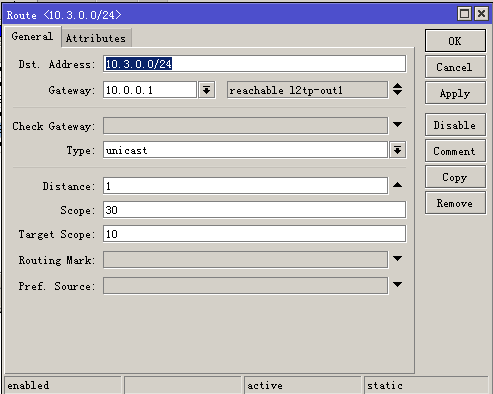 Route <10.3.0.0/24>
General Attributes
OK
Dst. Address: 10.3.0.0/24
Cancel
Gateway: 10.0.0.1 reachable l2tp-out1
Apply
Check Gateway:
Disable
Type: unicast
Comment
Copy
Distance: 1
Remove
Scope: 30
Target Scope: 10
Routing Mark:
Pref. Source:
enabled active static